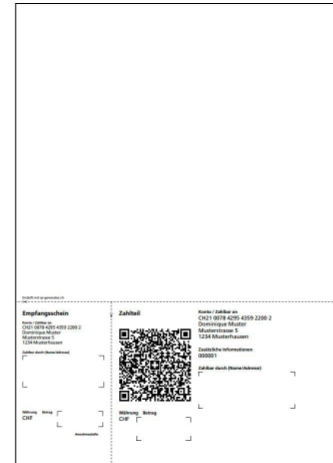 Empfangsschein
Konto / Zahlbar an
CH21 0078 4295 4359 2200 2
Dominique Muster
Musterstrasse 5
1234 Musterhausen
Zahlbar durch (Name/Adresse)
Währung Betrag
CHF
Annahmestelle
Zahlteil
Währung Betrag
CHF
Konto / Zahlbar an
CH21 0078 4295 4359 2200 2
Dominique Muster
Musterstrasse 5
1234 Musterhausen
Zusätzliche Informationen
000001
Zahlbar durch (Name/Adresse)